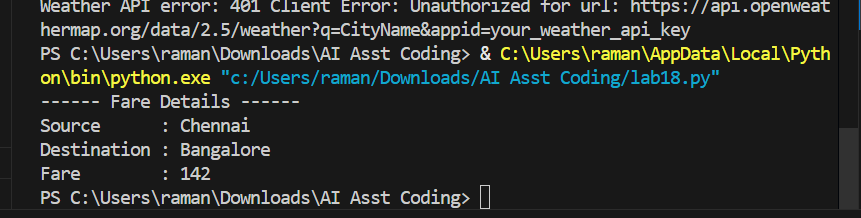 Weather API error: 401 Client Error: Unauthorized for url: https://api.openweat
hermap.org/data/2.5/weather?q=CityName&appid=your_weather_api_key
PS C:\Users\raman\Downloads\AI Asst Coding> & C:\Users\raman\AppData\Local\Pyth
on\bin\python.exe "c:/Users/raman/Downloads/AI Asst Coding/lab18.py"
------ Fare Details ------
Source      : Chennai
Destination : Bangalore
Fare        : 142
PS C:\Users\raman\Downloads\AI Asst Coding>